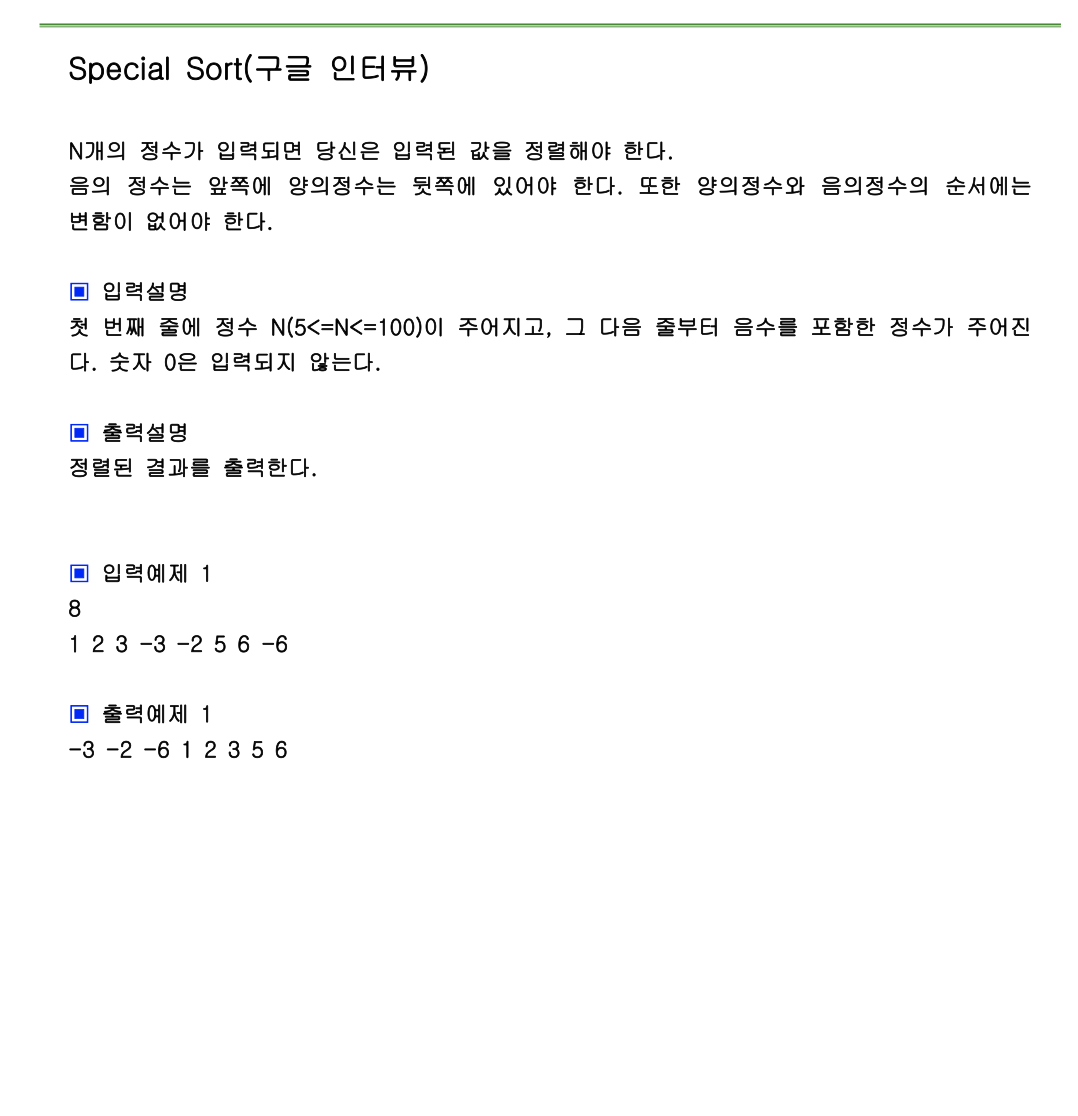 Special Sort(구글 인터뷰)
N개의 정수가 입력되면 당신은 입력된 값을 정렬해야 한다.
음의 정수는 앞쪽에 양의정수는 뒷쪽에 있어야 한다. 또한 양의정수와 음의정수의 순서에는
변함이 없어야 한다.
▣ 입력설명
첫 번째 줄에 정수 N(5<=N<=100)이 주어지고, 그 다음 줄부터 음수를 포함한 정수가 주어진
다. 숫자 0은 입력되지 않는다.
▣ 출력설명
정렬된 결과를 출력한다.
▣ 입력예제 1
8
1 2 3 -3 -2 5 6 -6
▣ 출력예제 1
-3 -2 -6 1 2 3 5 6